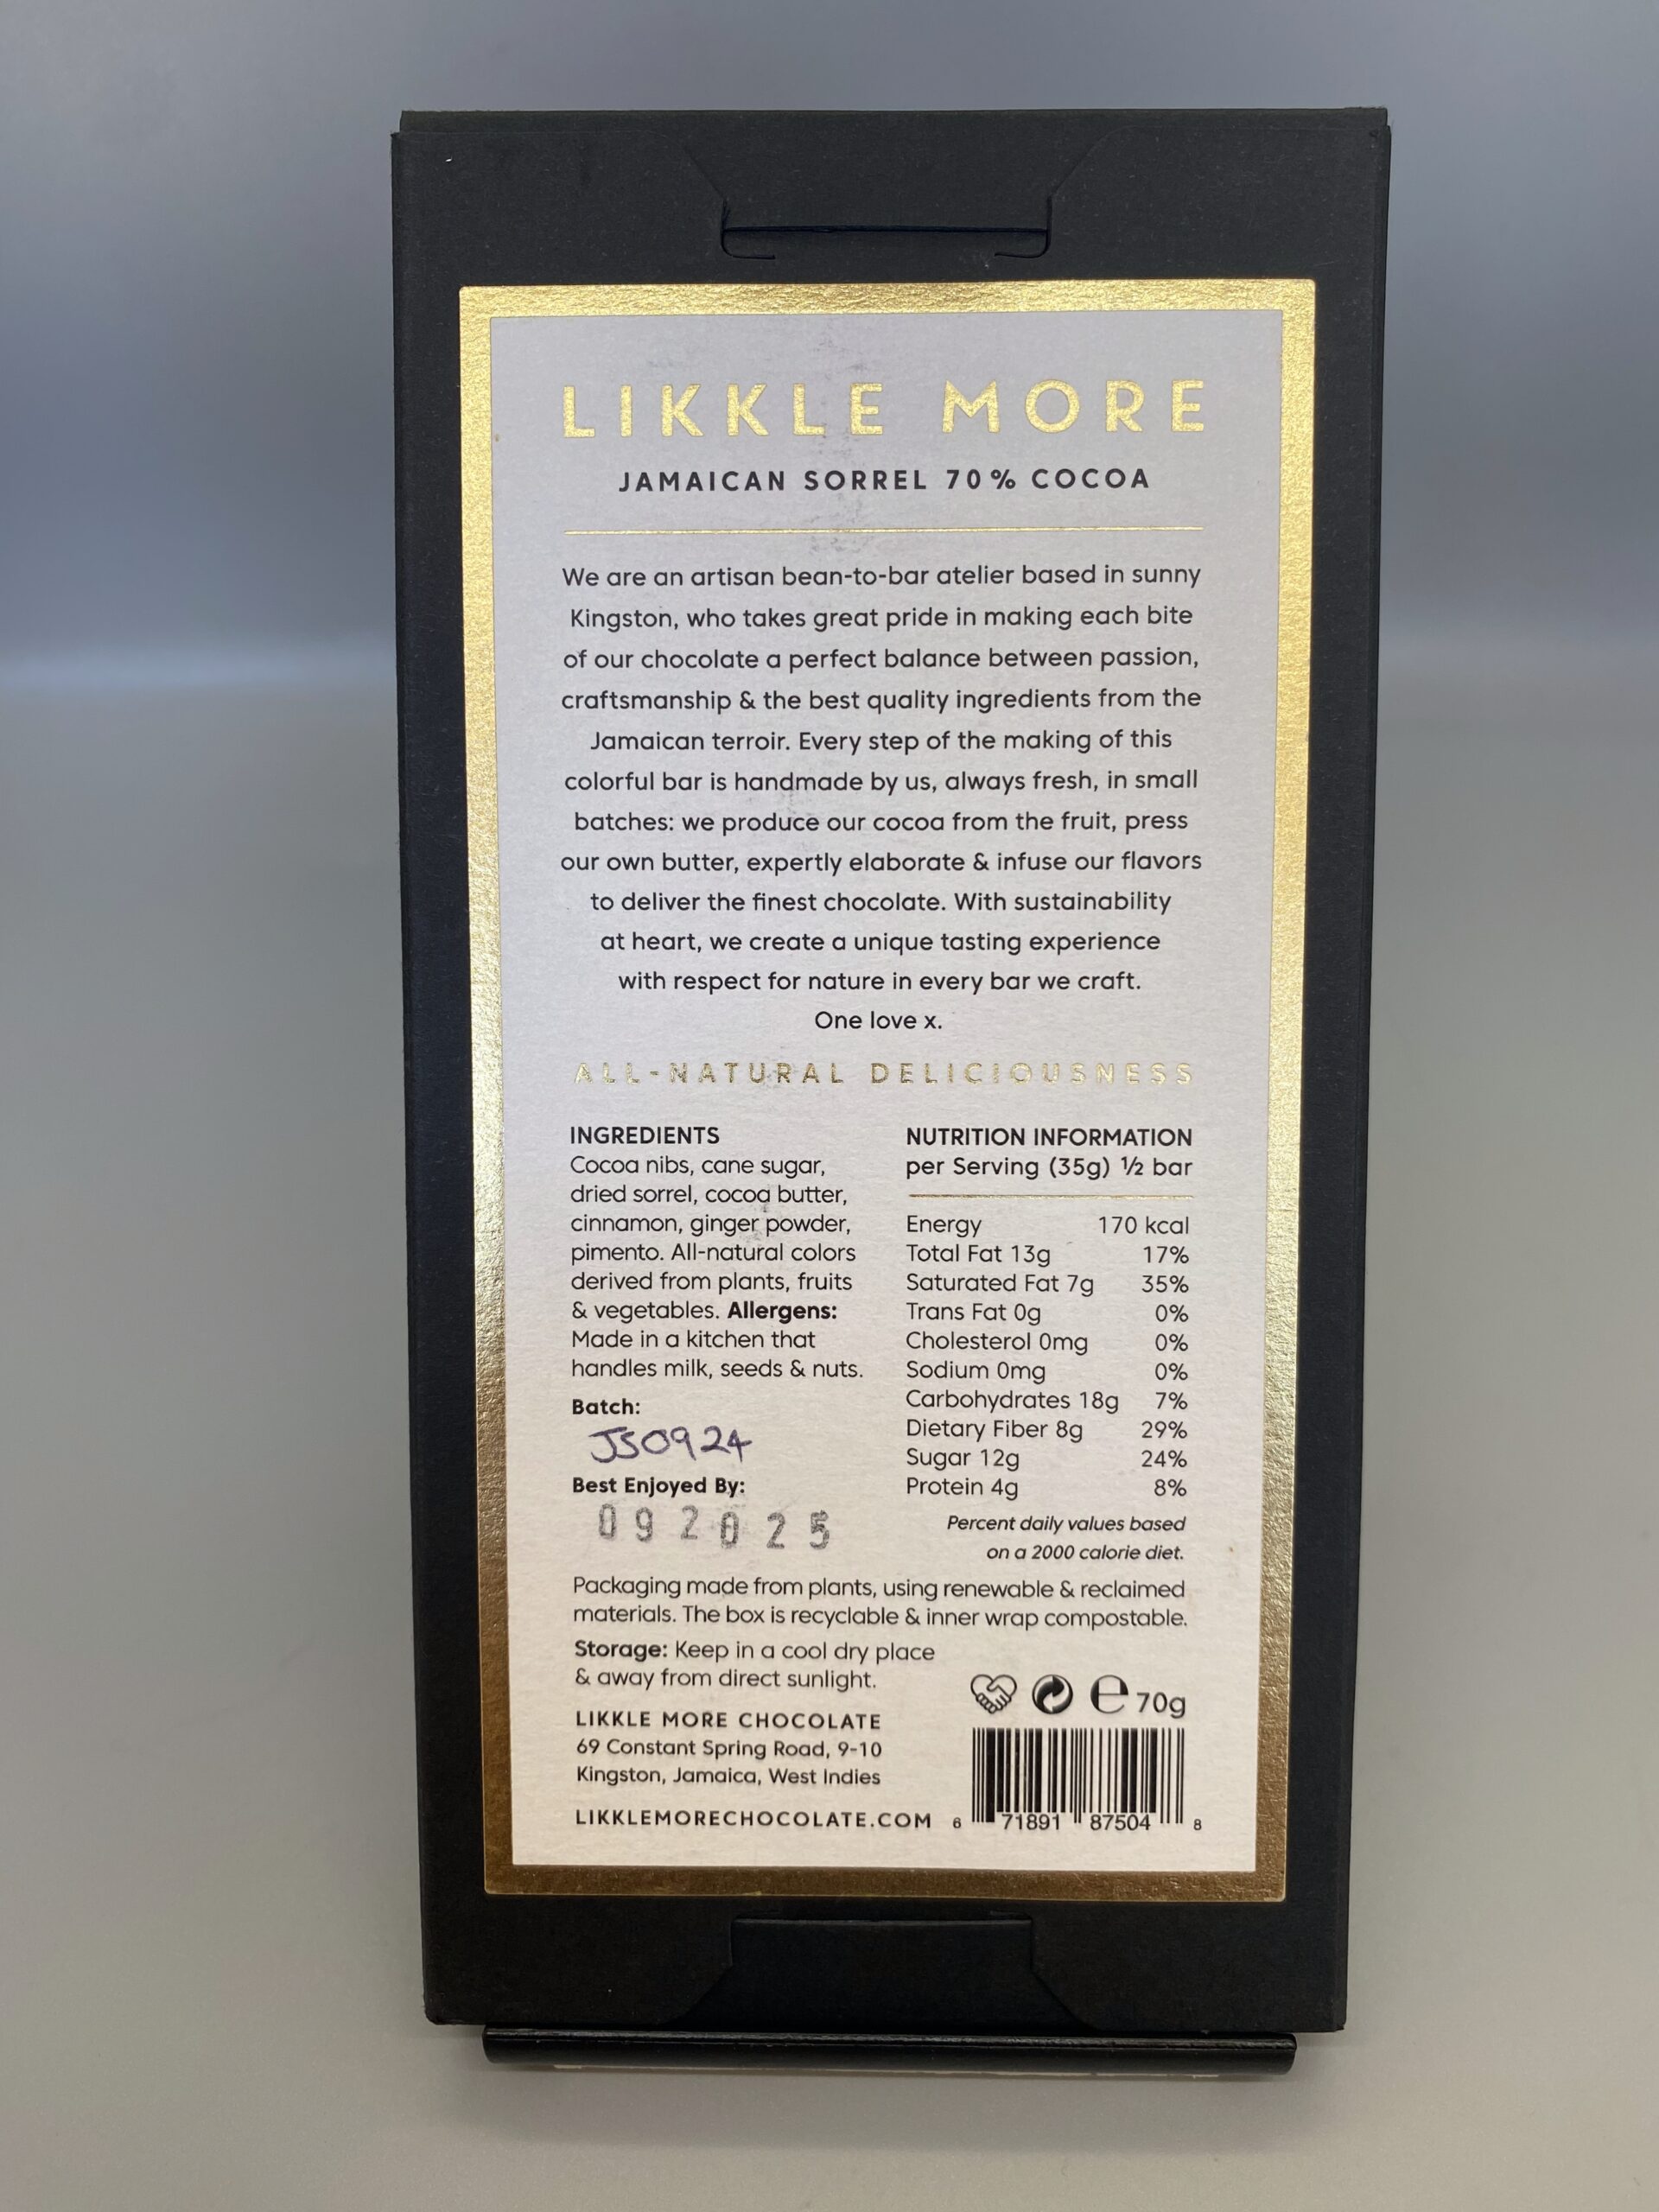 LIKKLE MORE
JAMAICAN SORREL 70% COCOA
We are an artisan bean-to-bar atelier based in sunny
Kingston, who takes great pride in making each bite
of our chocolate a perfect balance between passion,
craftsmanship & the best quality ingredients from the
Jamaican terroir. Every step of the making of this
colorful bar is handmade by us, always fresh, in small
batches: we produce our cocoa from the fruit, press
our own butter, expertly elaborate & infuse our flavors
to deliver the finest chocolate. With sustainability
at heart, we create a unique tasting experience
with respect for nature in every bar we craft.
One love x.
ALL-NATURAL DELICIOUSNESS
INGREDIENTS
Cocoa nibs, cane sugar,
dried sorrel, cocoa butter,
cinnamon, ginger powder,
pimento. All-natural colors
derived from plants, fruits
& vegetables. Allergens:
Made in a kitchen that
handles milk, seeds & nuts.
Batch:
JS0924
Best Enjoyed By:
092025
NUTRITION INFORMATION
per Serving (35g) ½ bar
Energy 170 kcal
Total Fat 13g 17%
Saturated Fat 7g 35%
Trans Fat 0g 0%
Cholesterol 0mg 0%
Sodium 0mg 0%
Carbohydrates 18g 7%
Dietary Fiber 8g 29%
Sugar 12g 24%
Protein 4g 8%
Percent daily values based
on a 2000 calorie diet.
Packaging made from plants, using renewable & reclaimed
materials. The box is recyclable & inner wrap compostable.
Storage: Keep in a cool dry place
& away from direct sunlight.
LIKKLE MORE CHOCOLATE
69 Constant Spring Road, 9-10
Kingston, Jamaica, West Indies
LIKKLEMORECHOCOLATE.COM
℮ 70g
6 71891 87504 8